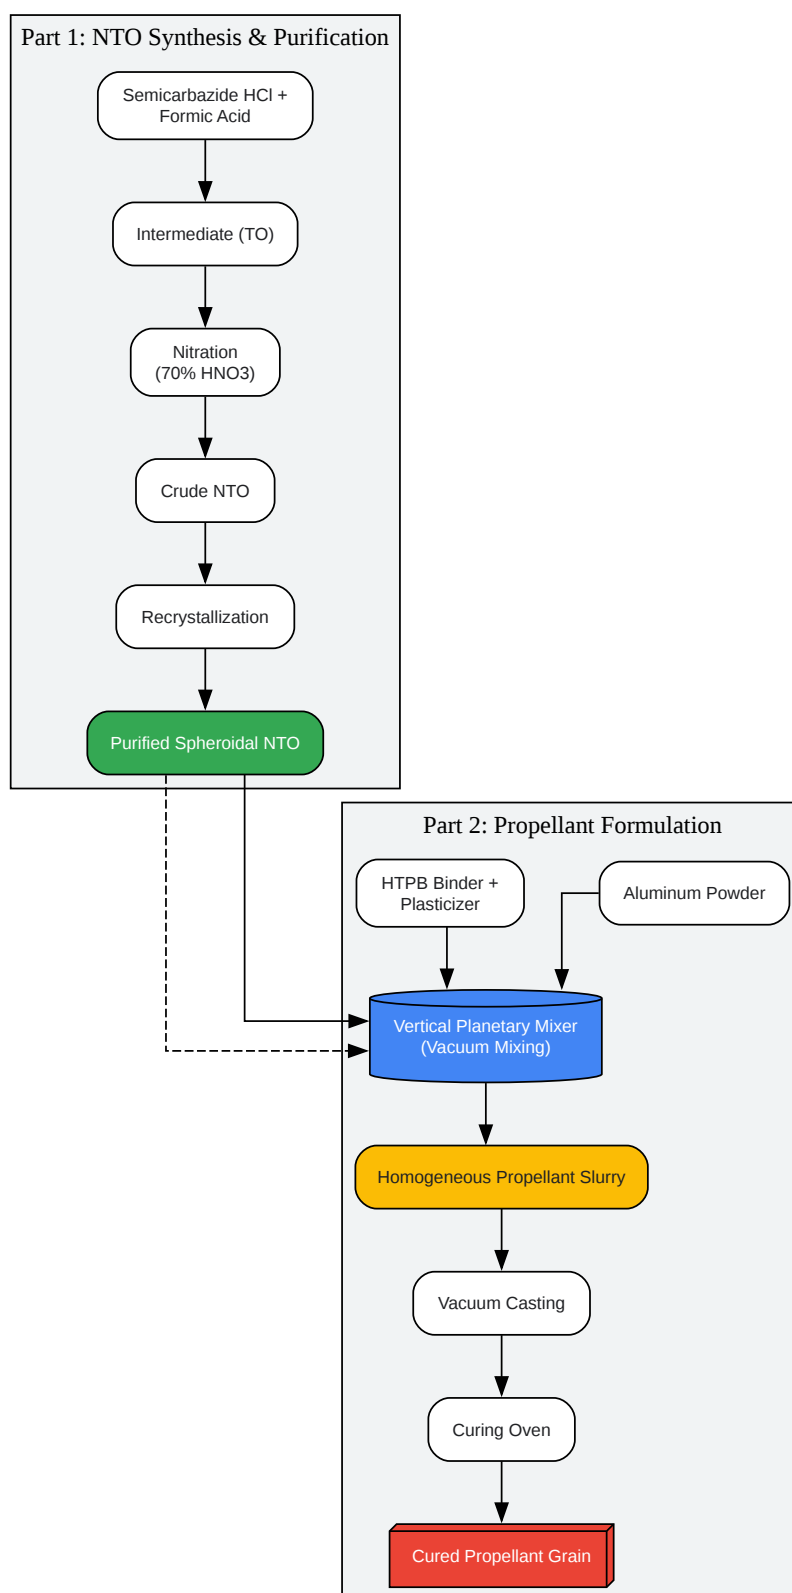 Part 1: NTO Synthesis & Purification
Semicarbazide HCl +
Formic Acid
Intermediate (TO)
Nitration
(70% HNO3)
Crude NTO
Recrystallization
Purified Spheroidal NTO
Part 2: Propellant Formulation
HTPB Binder +
Plasticizer
Aluminum Powder
Vertical Planetary Mixer
(Vacuum Mixing)
Homogeneous Propellant Slurry
Vacuum Casting
Curing Oven
Cured Propellant Grain